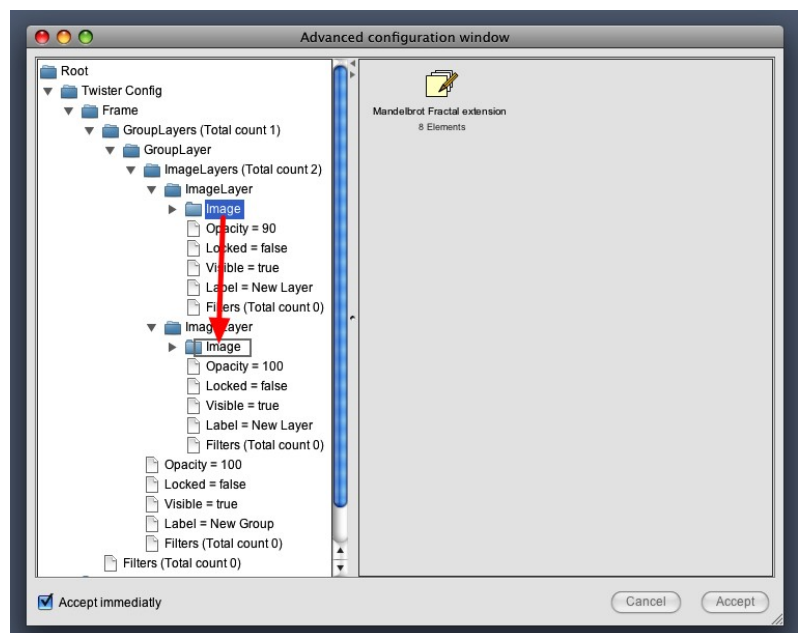 Advanced configuration window
Root
Twister Config
Frame
GroupLayers (Total count 1)
GroupLayer
ImageLayers (Total count 2)
ImageLayer
Image
Opacity = 90
Locked = false
Visible = true
Label = New Layer
Filters (Total count 0)
ImageLayer
Image
Opacity = 100
Locked = false
Visible = true
Label = New Layer
Filters (Total count 0)
Opacity = 100
Locked = false
Visible = true
Label = New Group
Filters (Total count 0)
Filters (Total count 0)
Mandelbrot Fractal extension
8 Elements
Accept immediatly
Cancel
Accept